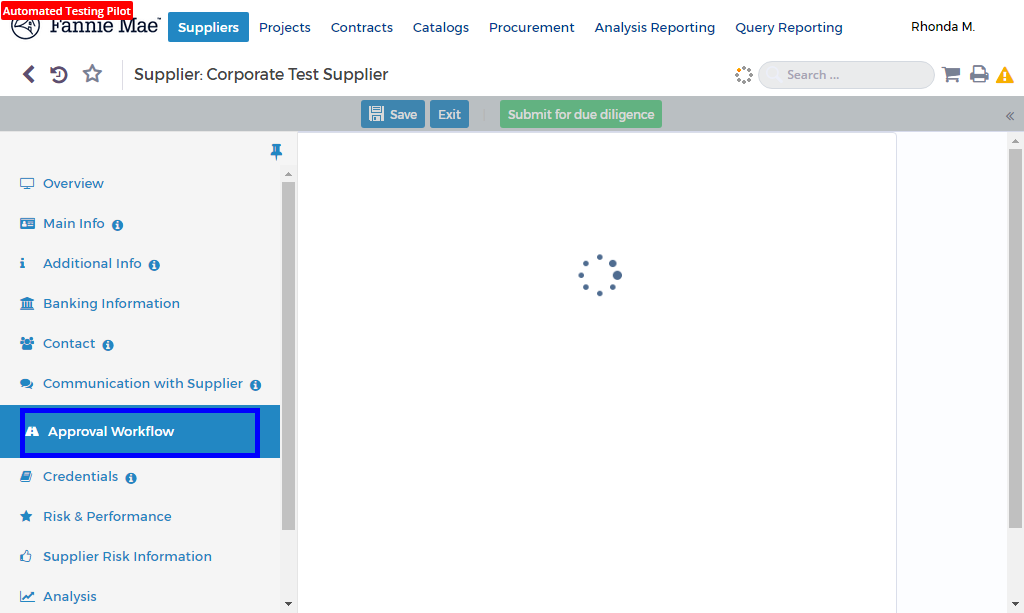 Automated Testing Pilot
Fannie Mae
Suppliers Projects Contracts Catalogs Procurement Analysis Reporting Query Reporting Rhonda M.
Supplier: Corporate Test Supplier Search ...
Save Exit Submit for due diligence
Overview
Main Info
Additional Info
Banking Information
Contact
Communication with Supplier
Approval Workflow
Credentials
Risk & Performance
Supplier Risk Information
Analysis